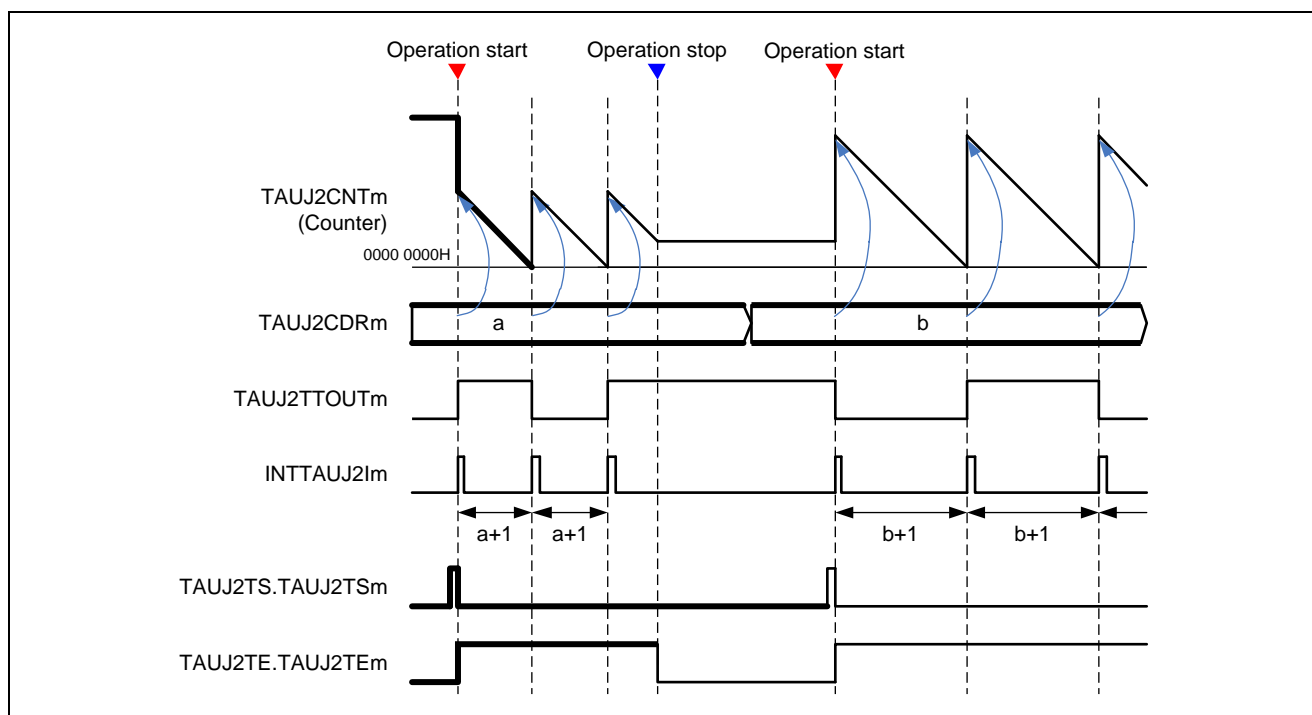 Operation start
Operation stop
Operation start
TAUJ2CNTm
(Counter)
0000 0000H
TAUJ2CDRm
a
b
TAUJ2TTOUTm
INTTAUJ2Im
a+1
a+1
b+1
b+1
TAUJ2TS.TAUJ2TSm
TAUJ2TE.TAUJ2TEm